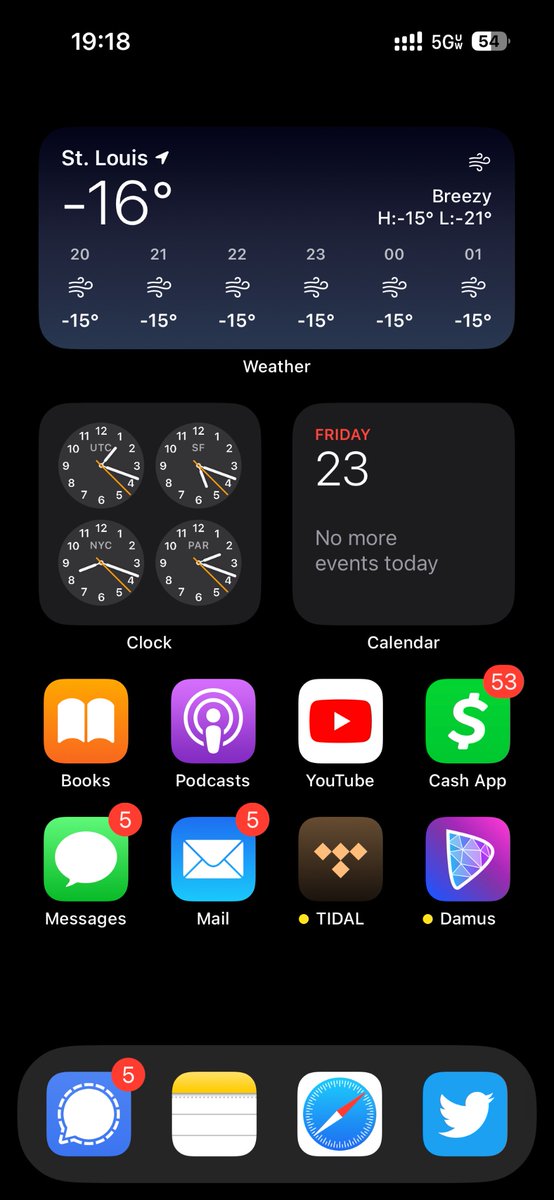 19:18
5G UW 54
St. Louis
-16°
Breezy
H:-15° L:-21°
20 21 22 23 00 01
-15° -15° -15° -15° -15° -15°
Weather
12 1 2 3 4 5 6 7 8 9 10 11
UTC
12 1 2 3 4 5 6 7 8 9 10 11
SF
12 1 2 3 4 5 6 7 8 9 10 11
NYC
12 1 2 3 4 5 6 7 8 9 10 11
PAR
Clock
FRIDAY
23
No more
events today
Calendar
53
Books Podcasts YouTube Cash App
5 5
Messages Mail TIDAL Damus
5